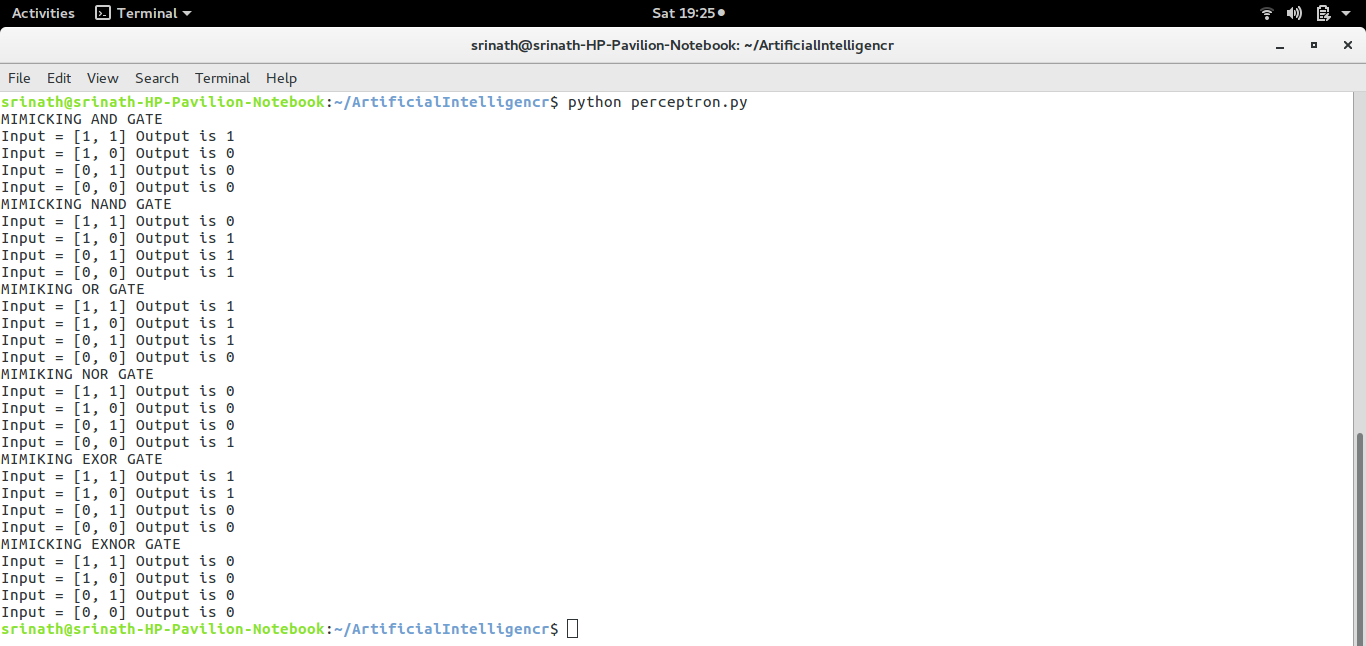 Activities Terminal Sat 19:25
srinath@srinath-HP-Pavilion-Notebook: ~/ArtificialIntelligencr
File Edit View Search Terminal Help
srinath@srinath-HP-Pavilion-Notebook:~/ArtificialIntelligencr$ python perceptron.py
MIMICKING AND GATE
Input = [1, 1] Output is 1
Input = [1, 0] Output is 0
Input = [0, 1] Output is 0
Input = [0, 0] Output is 0
MIMICKING NAND GATE
Input = [1, 1] Output is 0
Input = [1, 0] Output is 1
Input = [0, 1] Output is 1
Input = [0, 0] Output is 1
MIMIKING OR GATE
Input = [1, 1] Output is 1
Input = [1, 0] Output is 1
Input = [0, 1] Output is 1
Input = [0, 0] Output is 0
MIMIKING NOR GATE
Input = [1, 1] Output is 0
Input = [1, 0] Output is 0
Input = [0, 1] Output is 0
Input = [0, 0] Output is 1
MIMIKING EXOR GATE
Input = [1, 1] Output is 1
Input = [1, 0] Output is 1
Input = [0, 1] Output is 0
Input = [0, 0] Output is 0
MIMICKING EXNOR GATE
Input = [1, 1] Output is 0
Input = [1, 0] Output is 0
Input = [0, 1] Output is 0
Input = [0, 0] Output is 0
srinath@srinath-HP-Pavilion-Notebook:~/ArtificialIntelligencr$